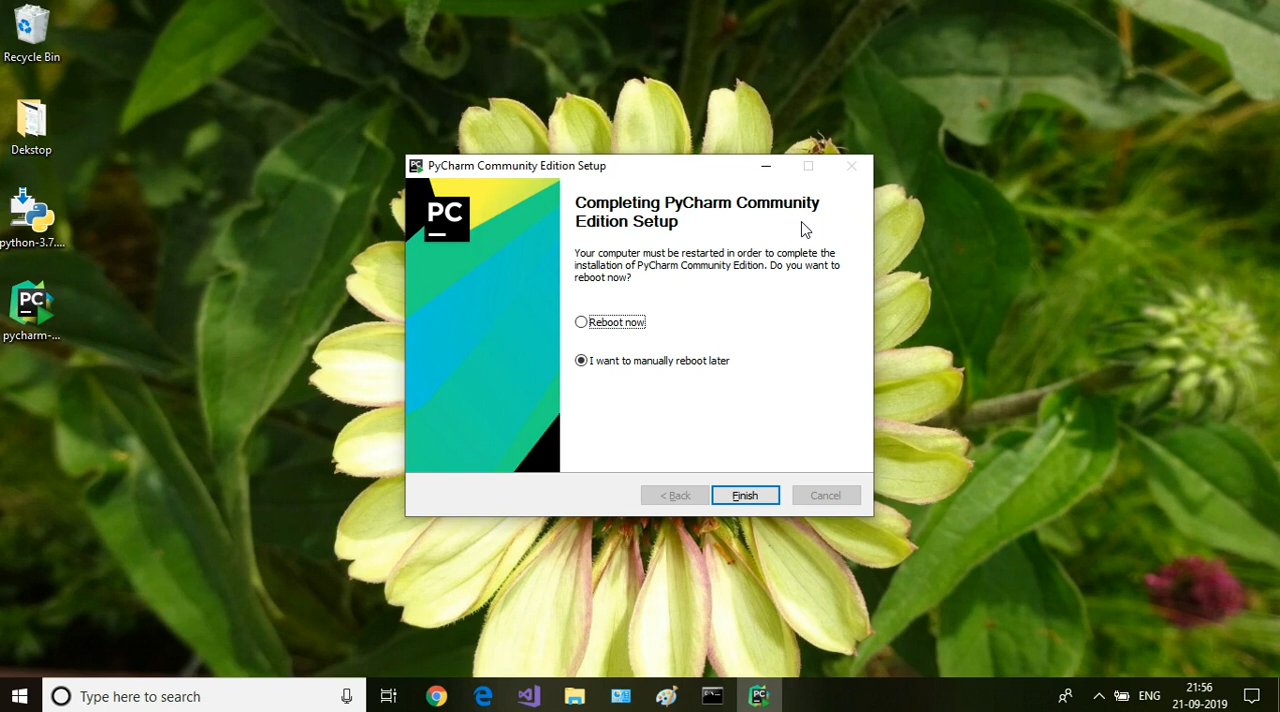 Recycle Bin
Dekstop
python-3.7....
pycharm-...
PyCharm Community Edition Setup
PC
Completing PyCharm Community
Edition Setup
Your computer must be restarted in order to complete the
installation of PyCharm Community Edition. Do you want to
reboot now?
Reboot now
I want to manually reboot later
< Back
Finish
Cancel
Type here to search
ENG
21:56
21-09-2019